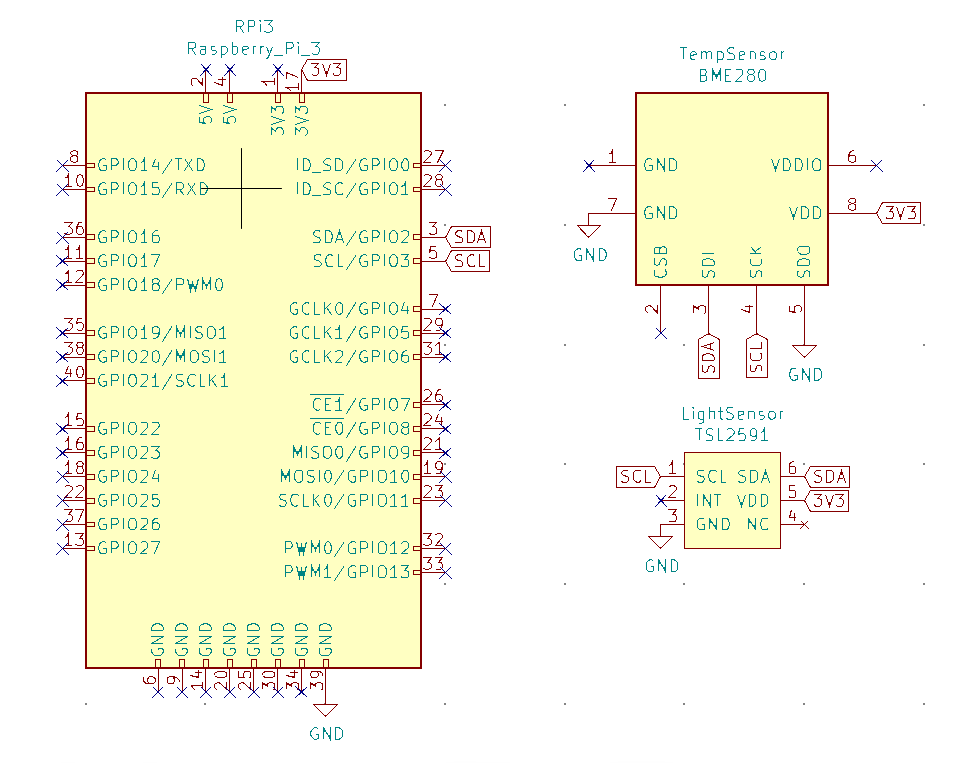 RPi3
Raspberry_Pi_3
2 4 1 17 3V3
5V 5V 3V3 3V3
8 GPIO14/TXD ID_SD/GPIO0 27
10 GPIO15/RXD ID_SC/GPIO1 28
36 GPIO16 SDA/GPIO2 3 SDA
11 GPIO17 SCL/GPIO3 5 SCL
12 GPIO18/PWM0
GCLK0/GPIO4 7
35 GPIO19/MISO1 GCLK1/GPIO5 29
38 GPIO20/MOSI1 GCLK2/GPIO6 31
40 GPIO21/SCLK1
CE1/GPIO7 26
15 GPIO22 CE0/GPIO8 24
16 GPIO23 MISO0/GPIO9 21
18 GPIO24 MOSI0/GPIO10 19
22 GPIO25 SCLK0/GPIO11 23
37 GPIO26
13 GPIO27 PWM0/GPIO12 32
PWM1/GPIO13 33
GND GND GND GND GND GND GND GND
6 9 14 20 25 30 34 39
GND
TempSensor
BME280
1 GND VDDIO 6
7 GND VDD 8 3V3
GND
CSB SDI SCK SDO
2 3 4 5
SDA SCL
GND
LightSensor
TSL2591
SCL 1 SCL SDA 6 SDA
2 INT VDD 5 3V3
3 GND NC 4
GND